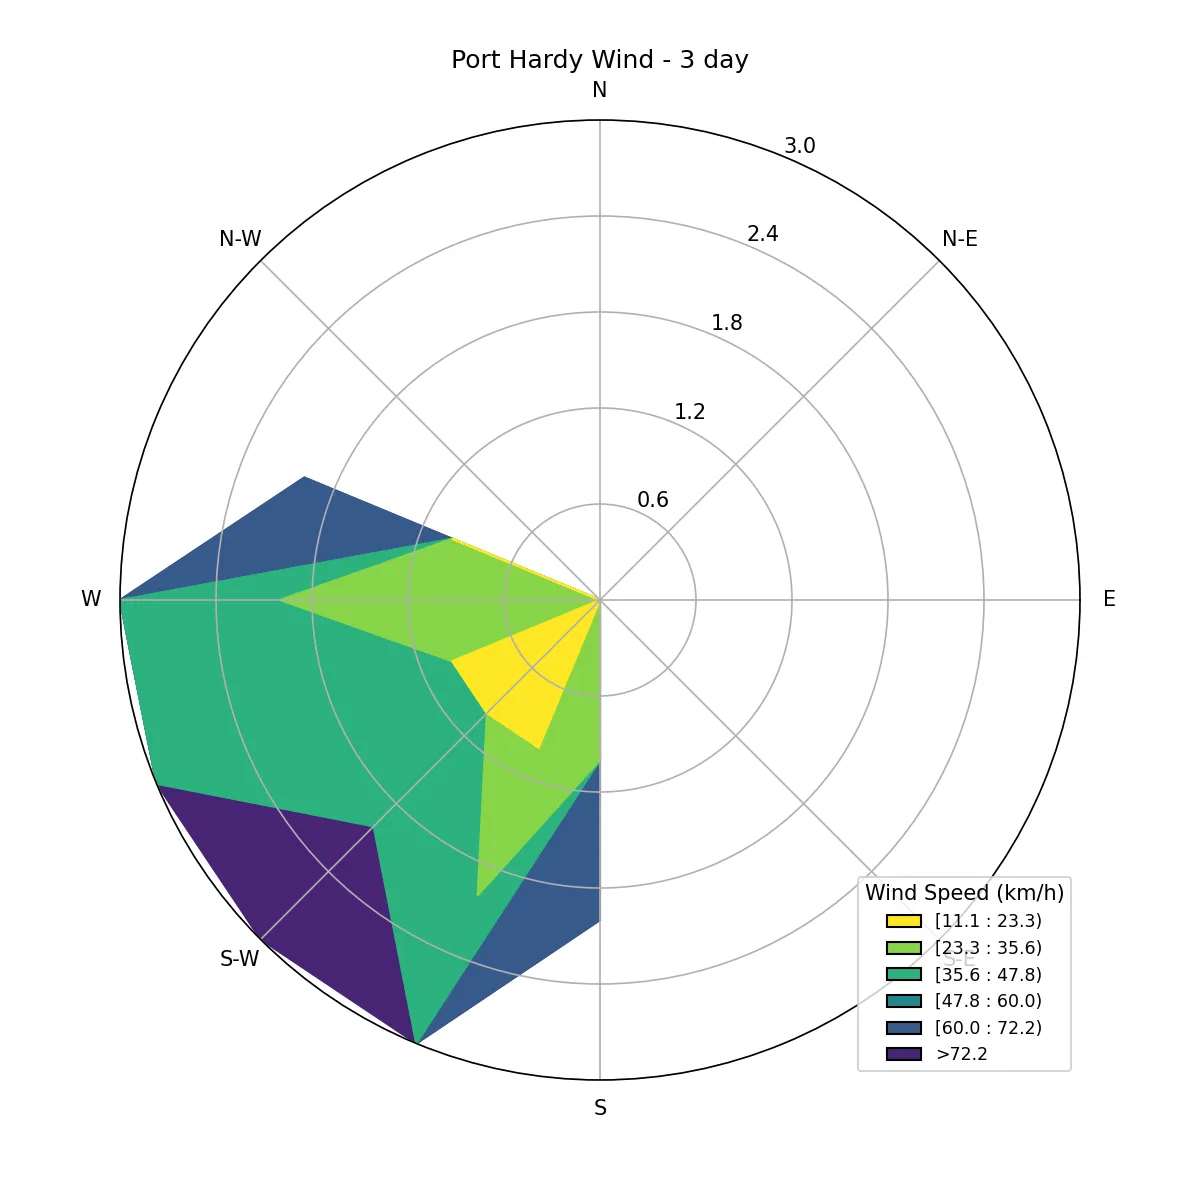 Port Hardy Wind - 3 day
N
3.0
N-W
N-E
2.4
1.8
1.2
0.6
W
E
S-W
S-E
S
Wind Speed (km/h)
[11.1 : 23.3)
[23.3 : 35.6)
[35.6 : 47.8)
[47.8 : 60.0)
[60.0 : 72.2)
>72.2